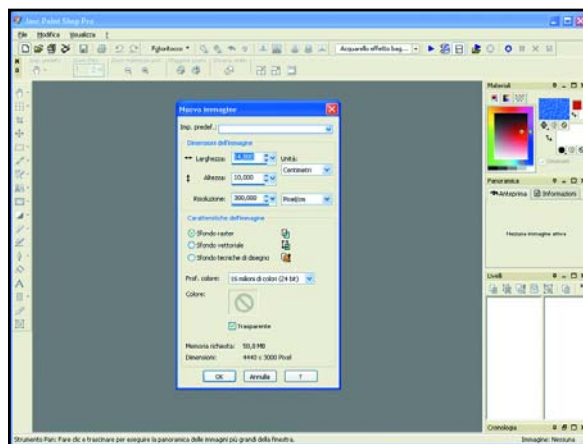 Jasc Paint Shop Pro
File Modifica Visualizza ?
Fotoritocco Acquarello effetto bag...
Materiali
Nuova immagine
Imp. predef.:
Dimensioni dell'immagine
Larghezza: Unità:
Centimetri
Altezza: 10,000
Risoluzione: 300,000 Pixel/cm
Caratteristiche dell'immagine
Sfondo raster
Sfondo vettoriale
Sfondo tecniche di disegno
Prof. colore: 16 milioni di colori (24 bit)
Colore:
Trasparente
Memoria richiesta: 50,8 MB
Dimensioni: 4440 x 3000 Pixel
OK Annulla ?
Panoramica
Anteprima Informazioni
Nessuna immagine attiva
Livelli
Cronologia
Strumento Pan: Fare clic e trascinare per eseguire la panoramica delle immagini più grandi della finestra.
Immagine: Nessuna